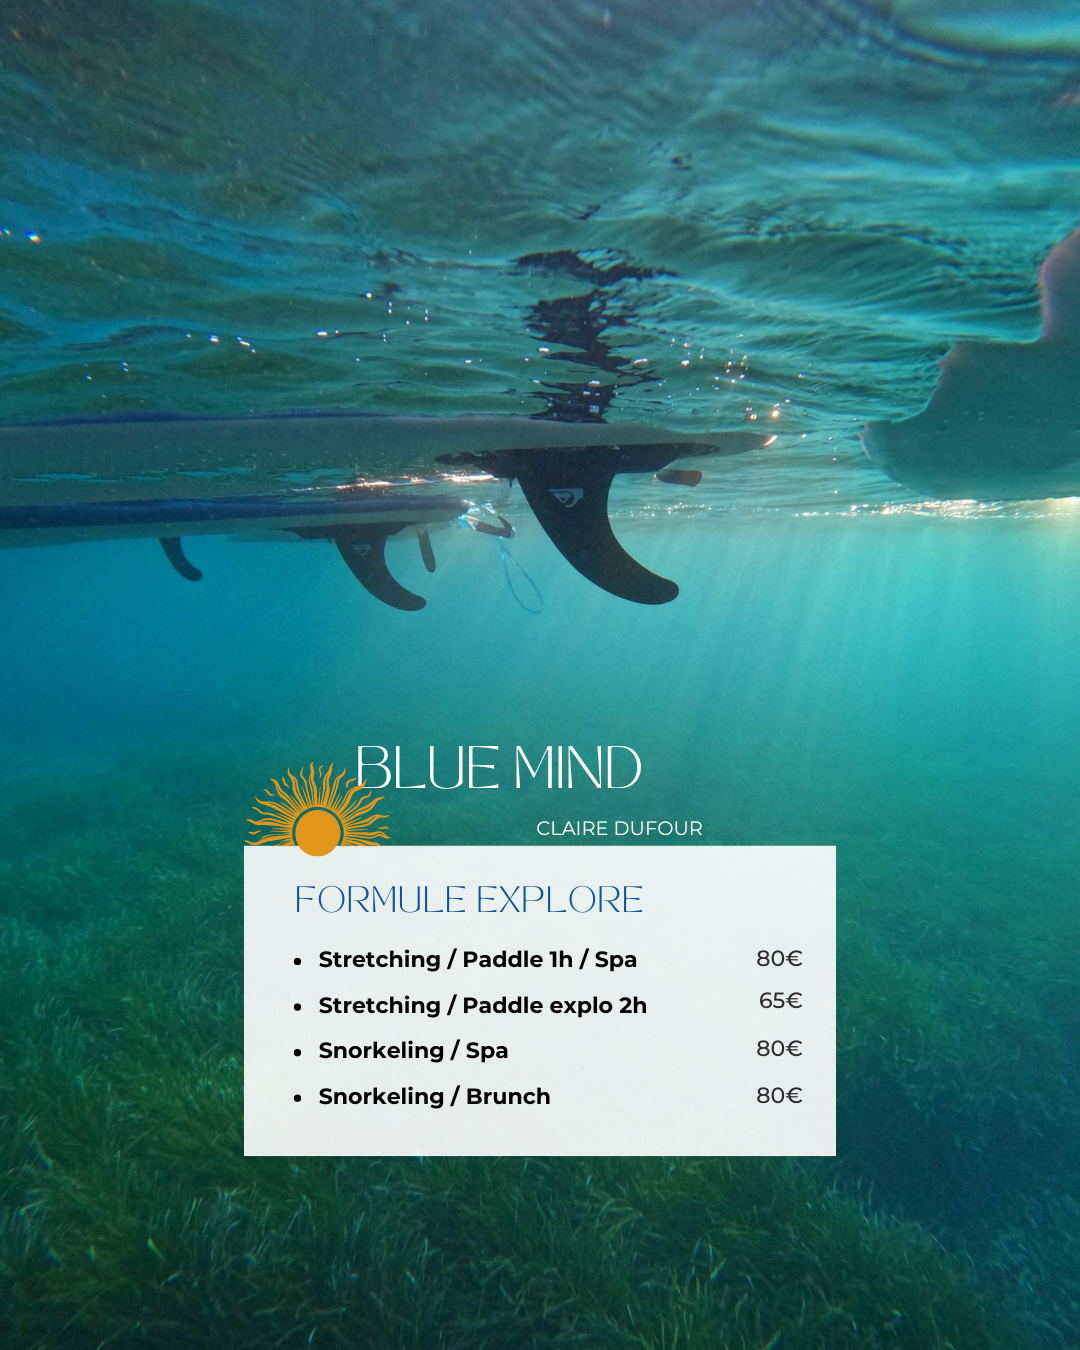 BLUE MIND
CLAIRE DUFOUR
FORMULE EXPLORE
• Stretching / Paddle 1h / Spa 80€
• Stretching / Paddle explo 2h 65€
• Snorkeling / Spa 80€
• Snorkeling / Brunch 80€